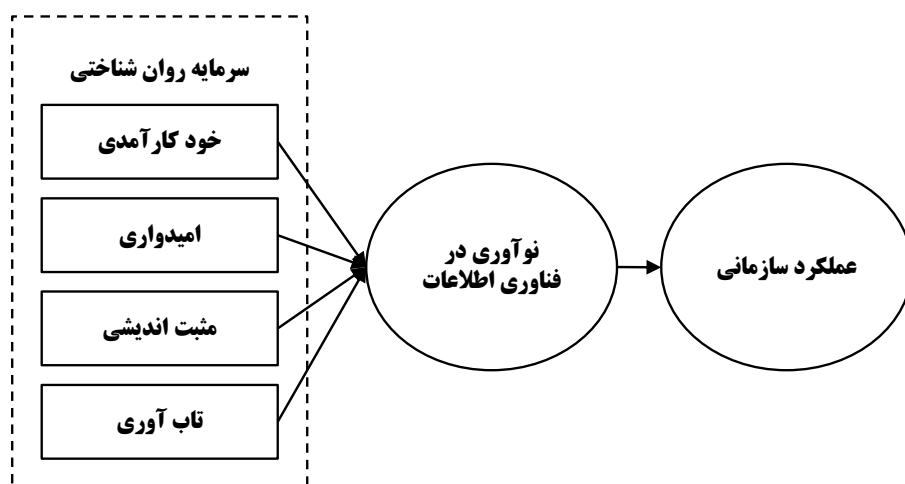 سرمایه روان شناختی
خود کارآمدی
امیدواری
مثبت اندیشی
تاب آوری
نوآوری در
فناوری اطلاعات
عملکرد سازمانی